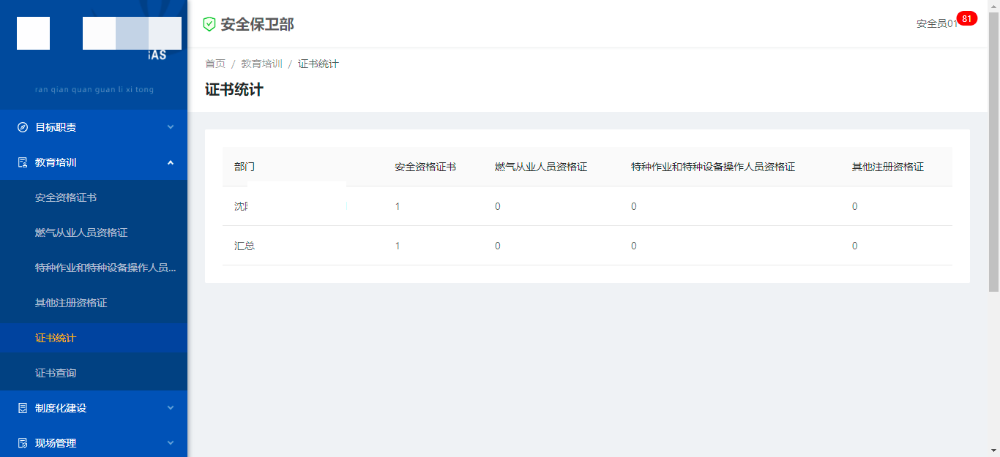 GAS
ran qian quan guan li xi tong
目标职责
教育培训
安全资格证书
燃气从业人员资格证
特种作业和特种设备操作人员...
其他注册资格证
证书统计
证书查询
制度化建设
现场管理
安全保卫部
安全员01
81
首页 / 教育培训 / 证书统计
证书统计
部门 安全资格证书 燃气从业人员资格证 特种作业和特种设备操作人员资格证 其他注册资格证
沈 1 0 0 0
汇总 1 0 0 0